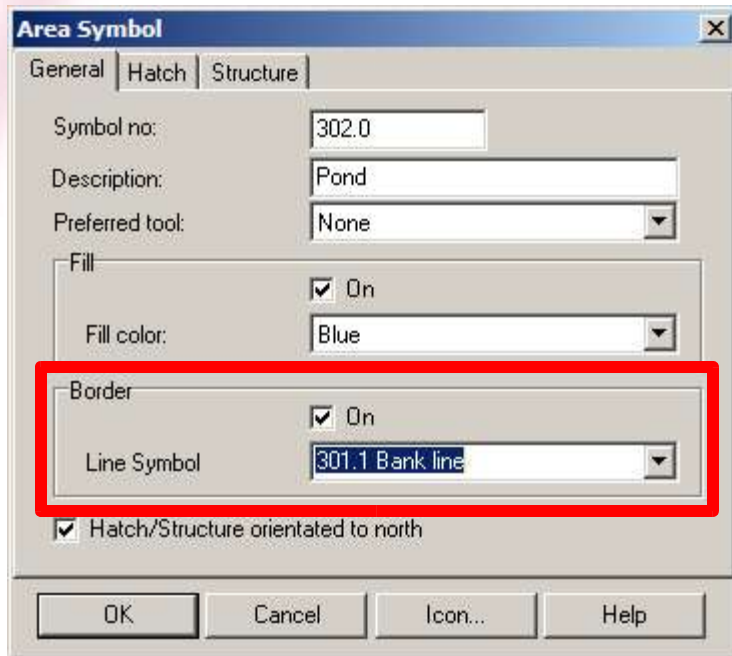 Area Symbol
General Hatch Structure
Symbol no: 302.0
Description: Pond
Preferred tool: None
Fill
On
Fill color: Blue
Border
On
Line Symbol 301.1 Bank line
Hatch/Structure orientated to north
OK Cancel Icon... Help